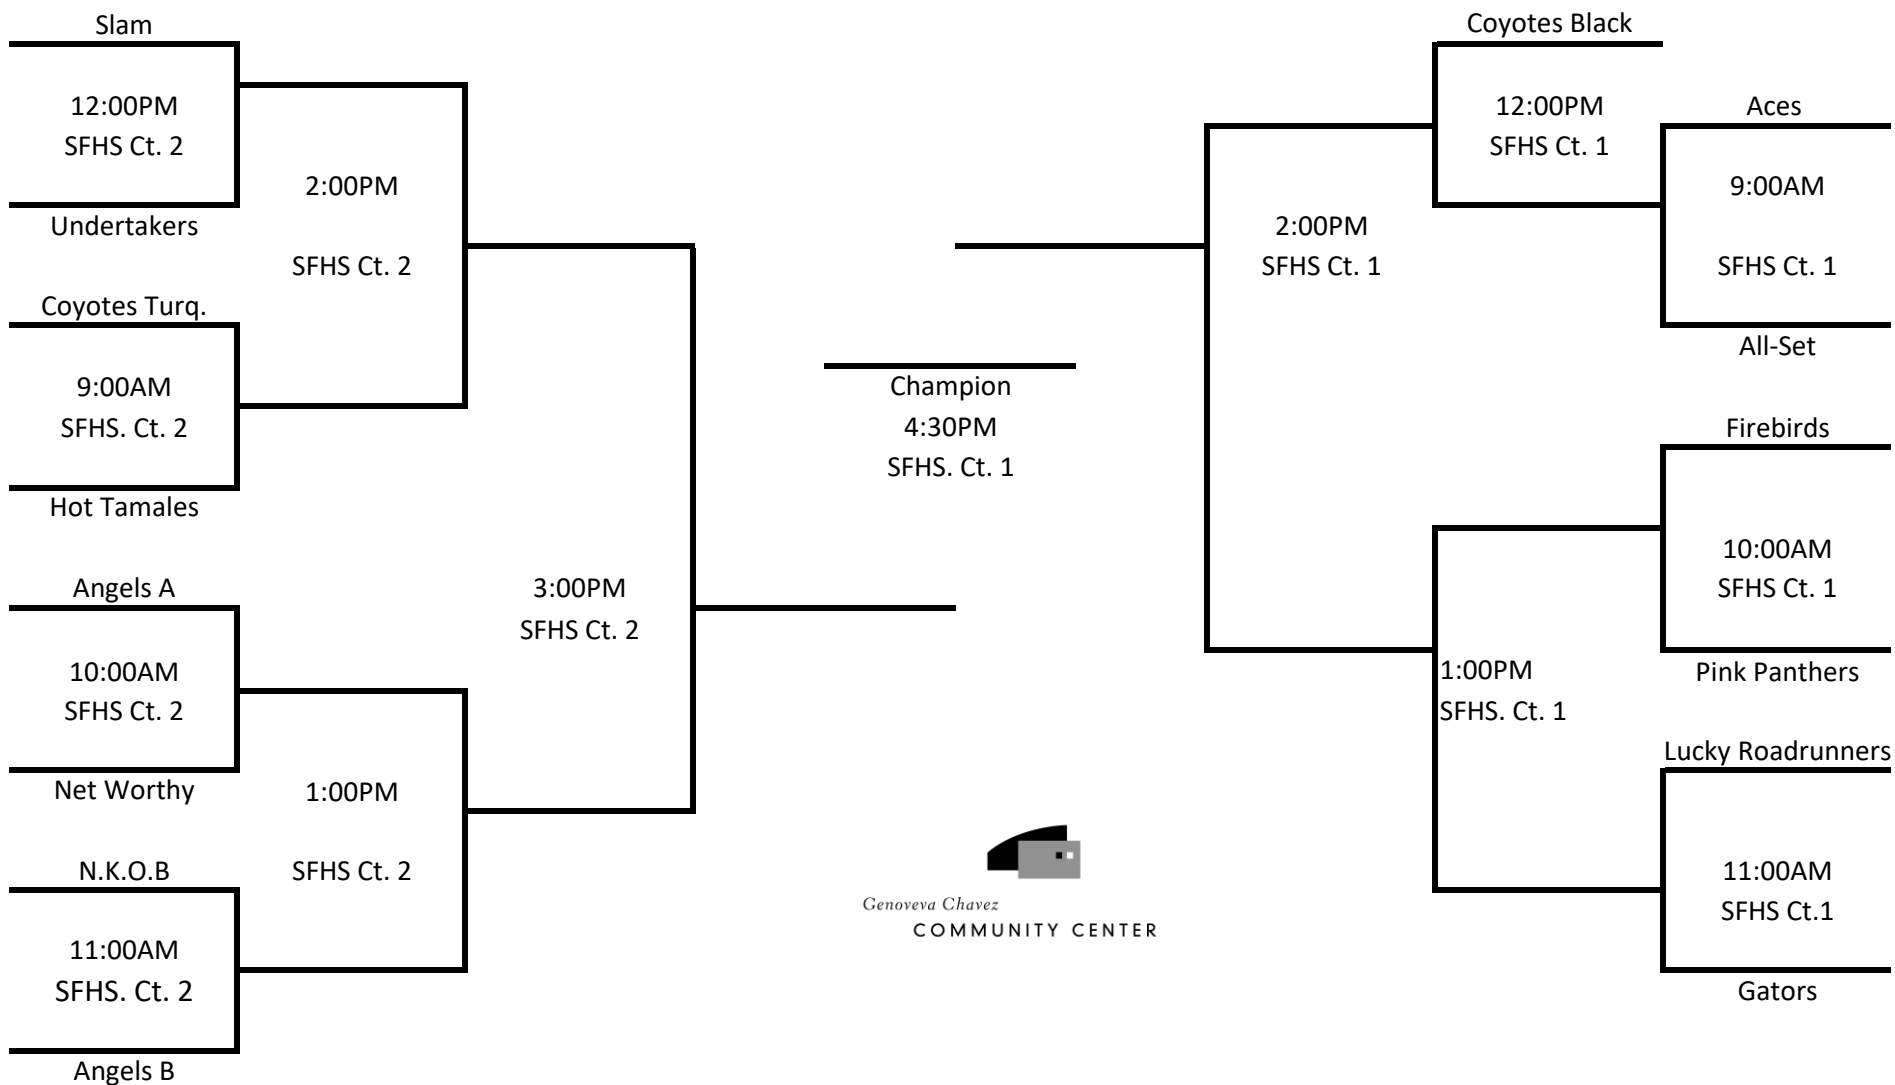 Slam
12:00PM
SFHS Ct. 2
Undertakers
2:00PM
SFHS Ct. 2
Coyotes Turq.
9:00AM
SFHS. Ct. 2
Hot Tamales
Angels A
10:00AM
SFHS Ct. 2
Net Worthy
1:00PM
SFHS Ct. 2
N.K.O.B
11:00AM
SFHS. Ct. 2
Angels B
3:00PM
SFHS Ct. 2
Champion
4:30PM
SFHS. Ct. 1
Genoveva Chavez
COMMUNITY CENTER
Coyotes Black
12:00PM
SFHS Ct. 1
2:00PM
SFHS Ct. 1
Aces
9:00AM
SFHS Ct. 1
All-Set
Firebirds
10:00AM
SFHS Ct. 1
Pink Panthers
1:00PM
SFHS. Ct. 1
Lucky Roadrunners
11:00AM
SFHS Ct.1
Gators